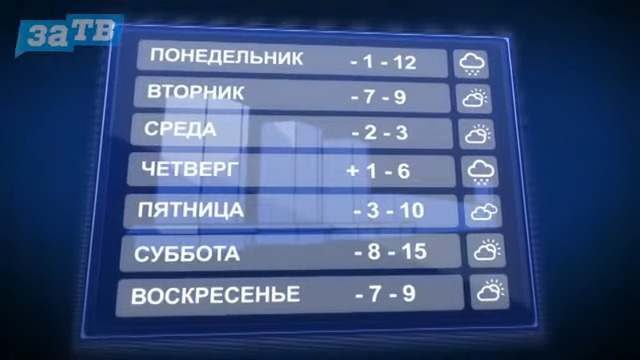 заТВ
ПОНЕДЕЛЬНИК - 1 - 12
ВТОРНИК - 7 - 9
СРЕДА - 2 - 3
ЧЕТВЕРГ + 1 - 6
ПЯТНИЦА - 3 - 10
СУББОТА - 8 - 15
ВОСКРЕСЕНЬЕ - 7 - 9